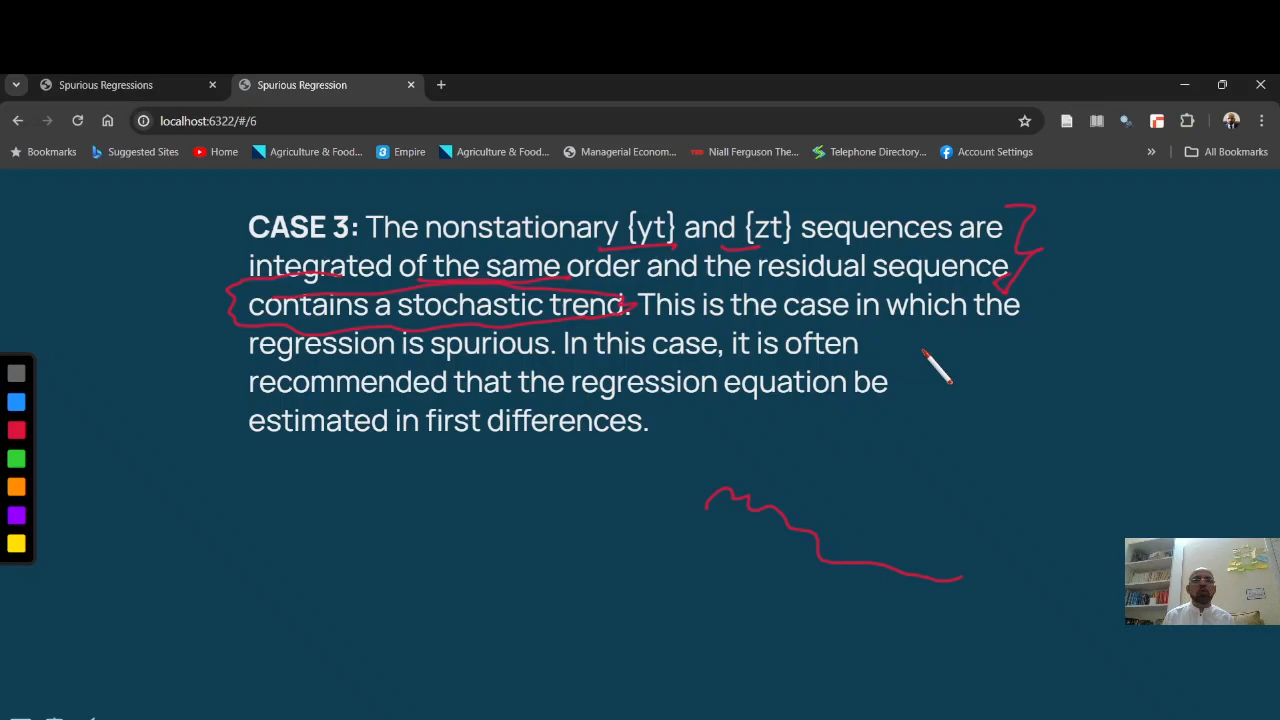 Spurious Regressions
Spurious Regression
localhost:6322/#/6
Bookmarks Suggested Sites Home Agriculture & Food... Empire Agriculture & Food... Managerial Econom... Niall Ferguson The... Telephone Directory... Account Settings » All Bookmarks
CASE 3: The nonstationary {yt} and {zt} sequences are
integrated of the same order and the residual sequence
contains a stochastic trend. This is the case in which the
regression is spurious. In this case, it is often
recommended that the regression equation be
estimated in first differences.